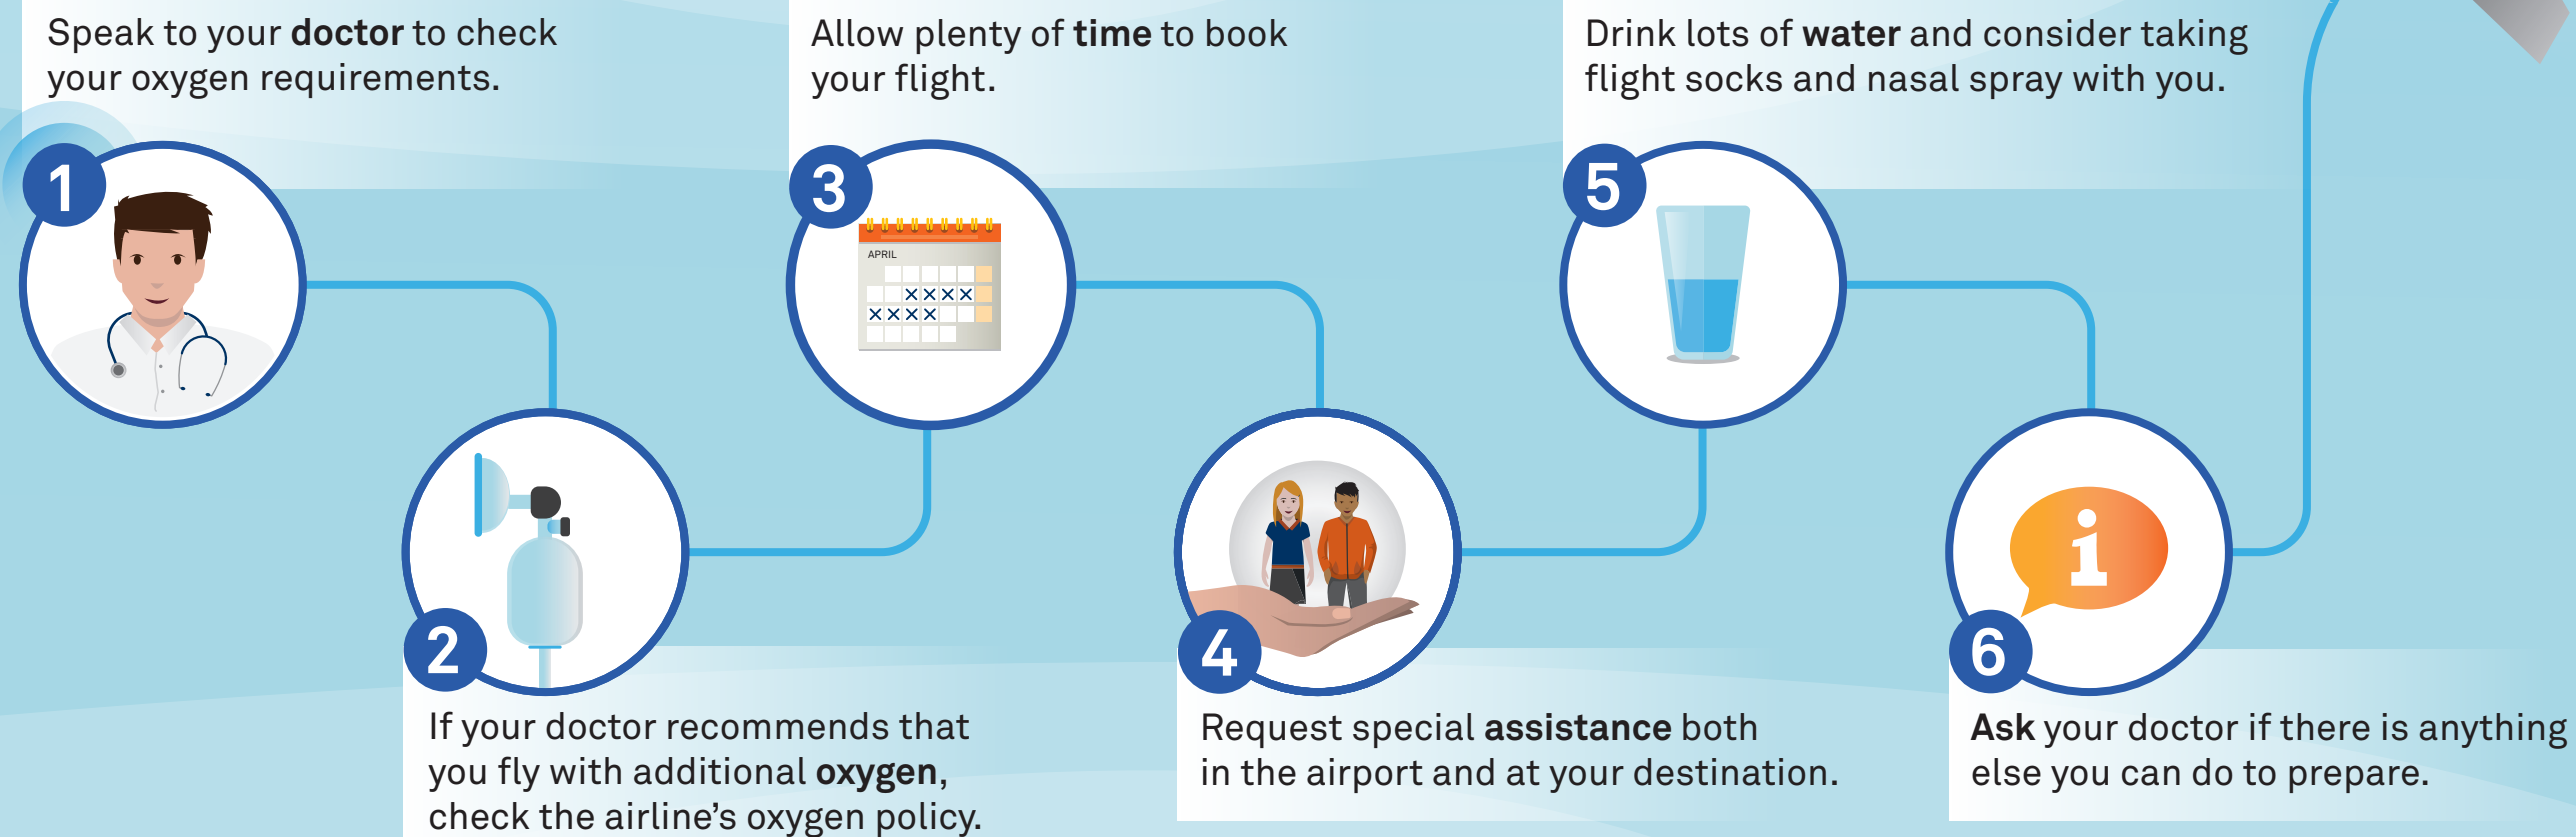 Speak to your doctor to check
your oxygen requirements.
1
If your doctor recommends that
you fly with additional oxygen,
check the airline's oxygen policy.
2
Allow plenty of time to book
your flight.
3
APRIL
X X X X
X X X X
Request special assistance both
in the airport and at your destination.
4
Drink lots of water and consider taking
flight socks and nasal spray with you.
5
i
6
Ask your doctor if there is anything
else you can do to prepare.